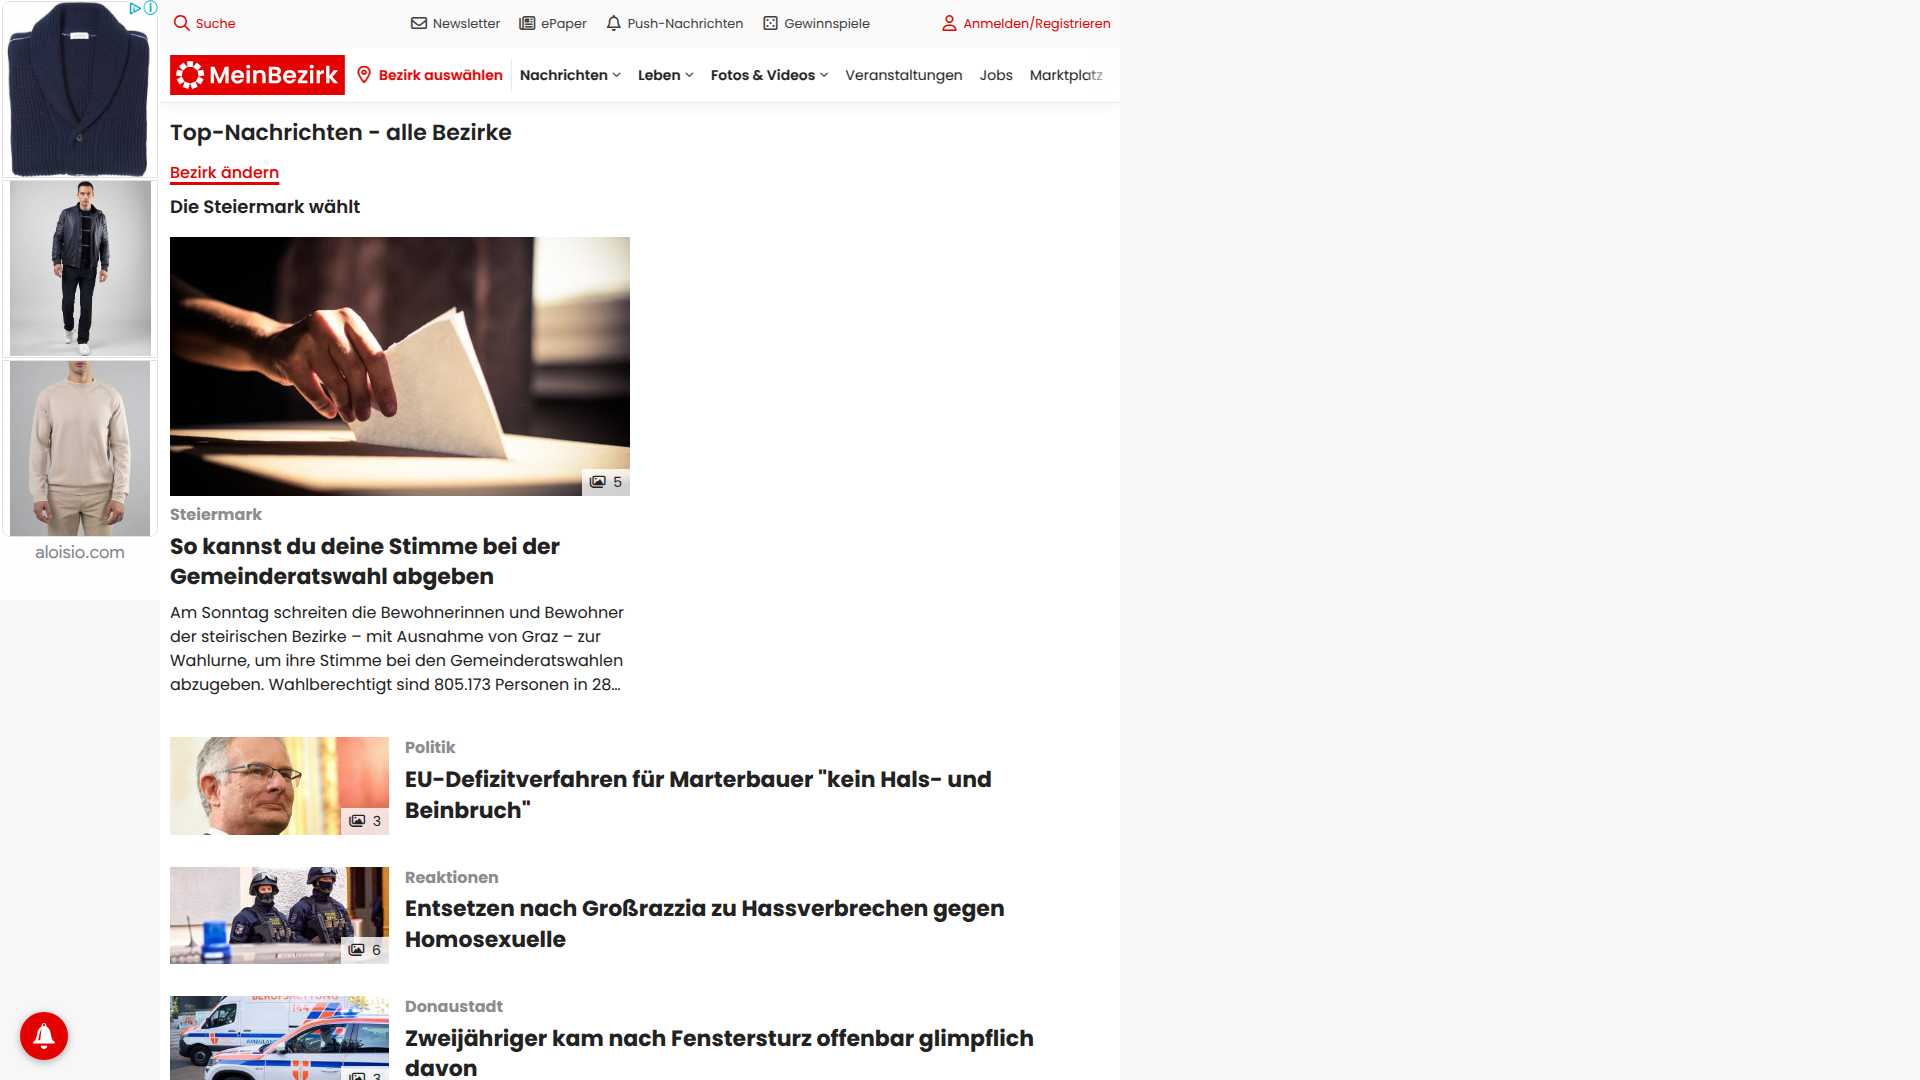 Suche
Newsletter
ePaper
Push-Nachrichten
Gewinnspiele
Anmelden/Registrieren
MeinBezirk
Bezirk auswählen
Nachrichten
Leben
Fotos & Videos
Veranstaltungen
Jobs
Marktplatz
Top-Nachrichten - alle Bezirke
Bezirk ändern
Die Steiermark wählt
5
Steiermark
So kannst du deine Stimme bei der
Gemeinderatswahl abgeben
Am Sonntag schreiten die Bewohnerinnen und Bewohner
der steirischen Bezirke – mit Ausnahme von Graz – zur
Wahlurne, um ihre Stimme bei den Gemeinderatswahlen
abzugeben. Wahlberechtigt sind 805.173 Personen in 28...
aloisio.com
3
Politik
EU-Defizitverfahren für Marterbauer "kein Hals- und
Beinbruch"
6
Reaktionen
Entsetzen nach Großrazzia zu Hassverbrechen gegen
Homosexuelle
3
Donaustadt
Zweijähriger kam nach Fenstersturz offenbar glimpflich
davon